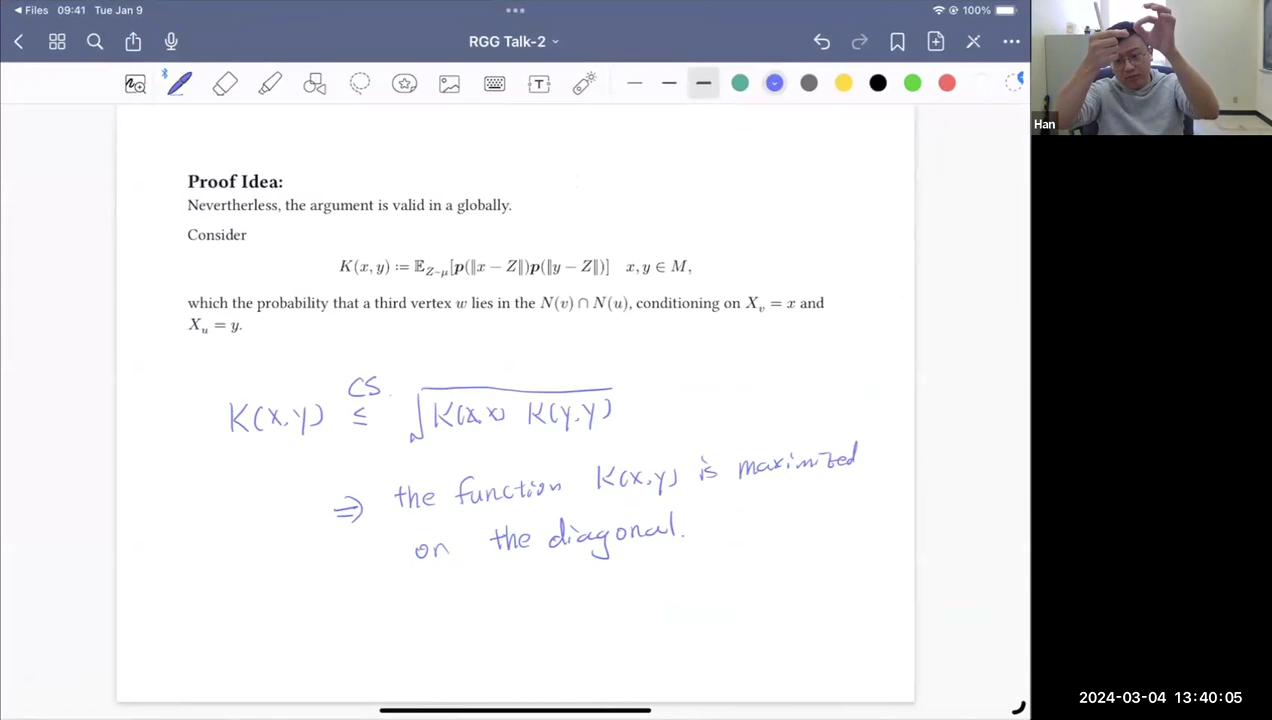 Files 09:41 Tue Jan 9
100%
RGG Talk-2
T
Han
Proof Idea:
Nevertheless, the argument is valid in a globally.
Consider
K(x, y) := 𝔼_{Z∼μ}[p(‖x − Z‖)p(‖y − Z‖)] x, y ∈ M,
which the probability that a third vertex w lies in the N(v) ∩ N(u), conditioning on X_v = x and
X_u = y.
CS
K(x,y) ≤ √K(x,x) K(y,y)
⇒ the function K(x,y) is maximized
on the diagonal.
2024-03-04 13:40:05